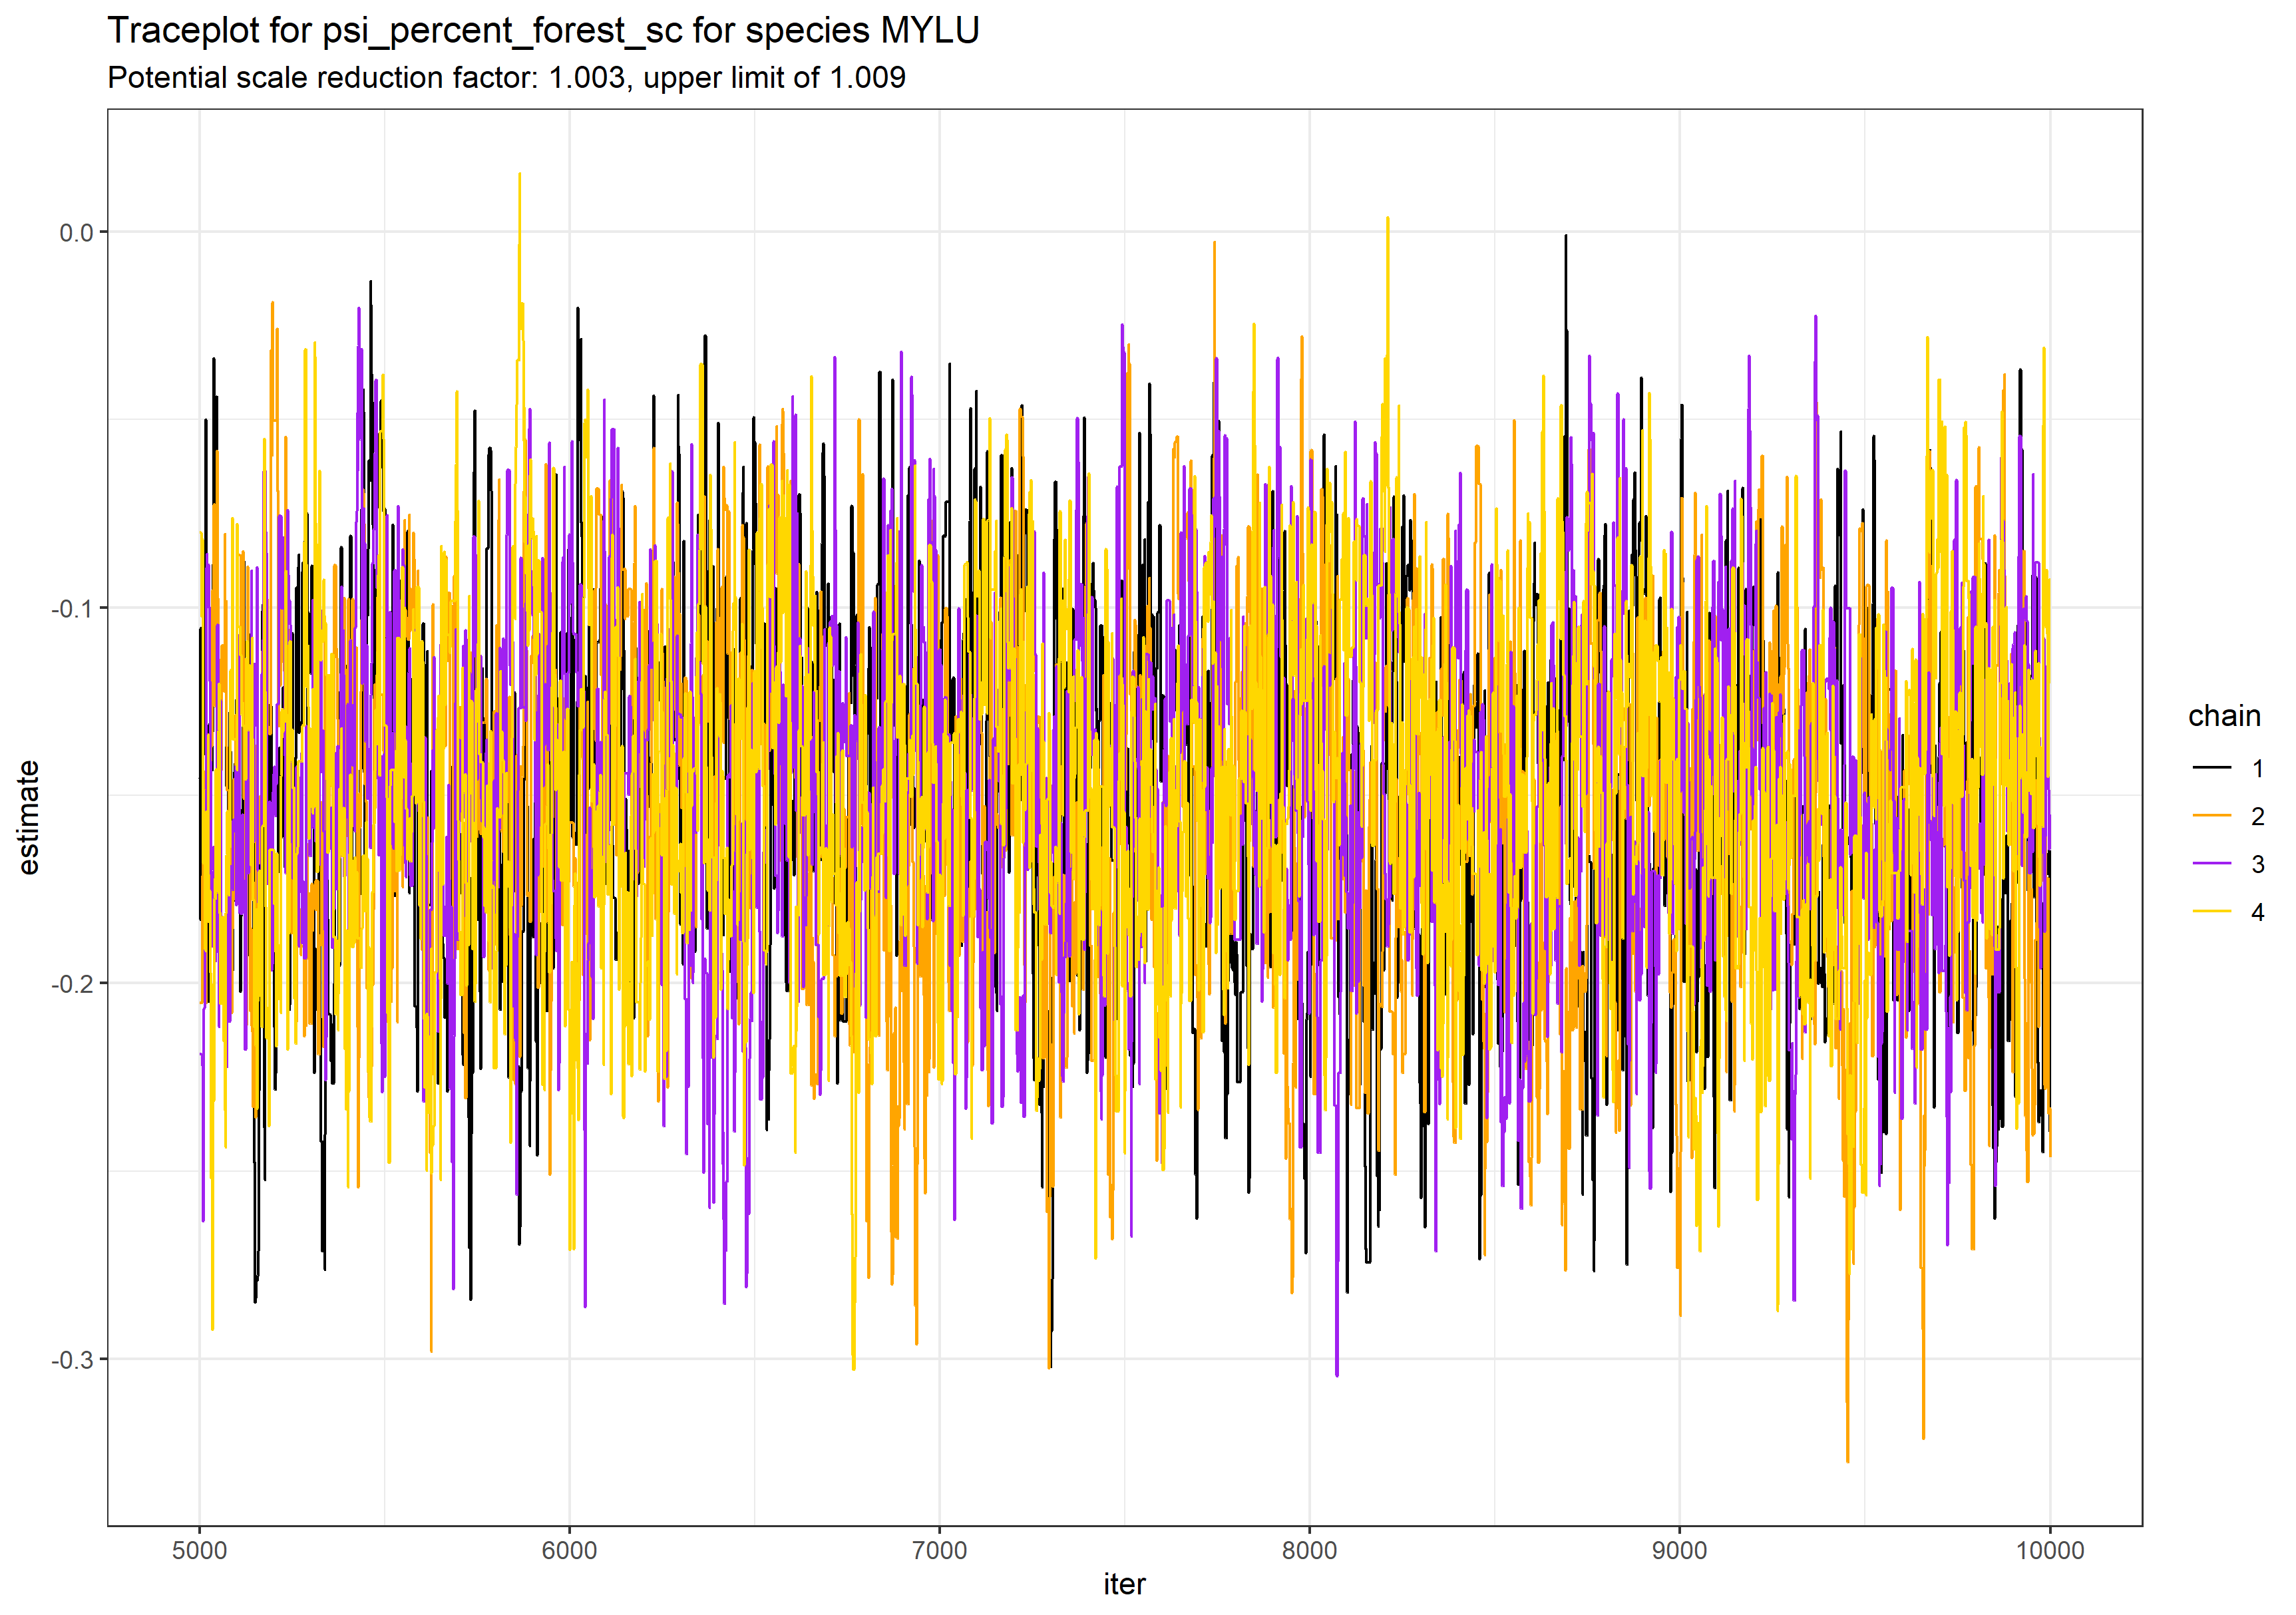 Traceplot for psi_percent_forest_sc for species MYLU
Potential scale reduction factor: 1.003, upper limit of 1.009
0.0
-0.1
-0.2
-0.3
estimate
5000 6000 7000 8000 9000 10000
iter
chain
1
2
3
4